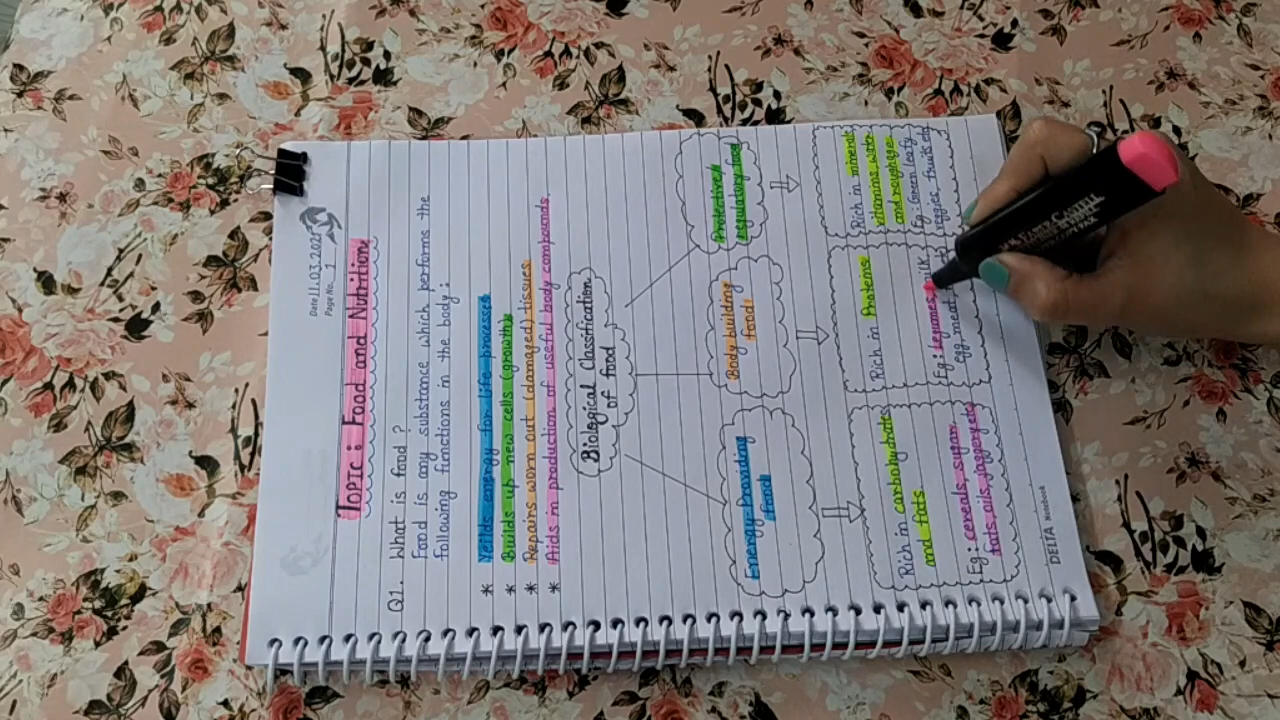 Date 11.03.202
Page No. 1
TOPIC : Food and Nutrition
Q1. What is food ?
Food is any substance which performs the
following functions in the body :
* Yeilds energy for life processes
* Builds up new cells (growth)
* Repairs worn out (damaged) tissues
* Aids in production of useful body compounds.
Biological Classification
of food
Energy-Providing
food
Body building
food
Protective/
regulatory food
Rich in carbohydrate
and fats
Eg: cereals, sugar,
fats, oils, jaggery etc
Rich in Proteins
Eg: Legumes,
egg, meat
Rich in minerals
vitamins, water
and roughage
Eg: Green leafy
veggies, fruits etc
DELTA Notebook